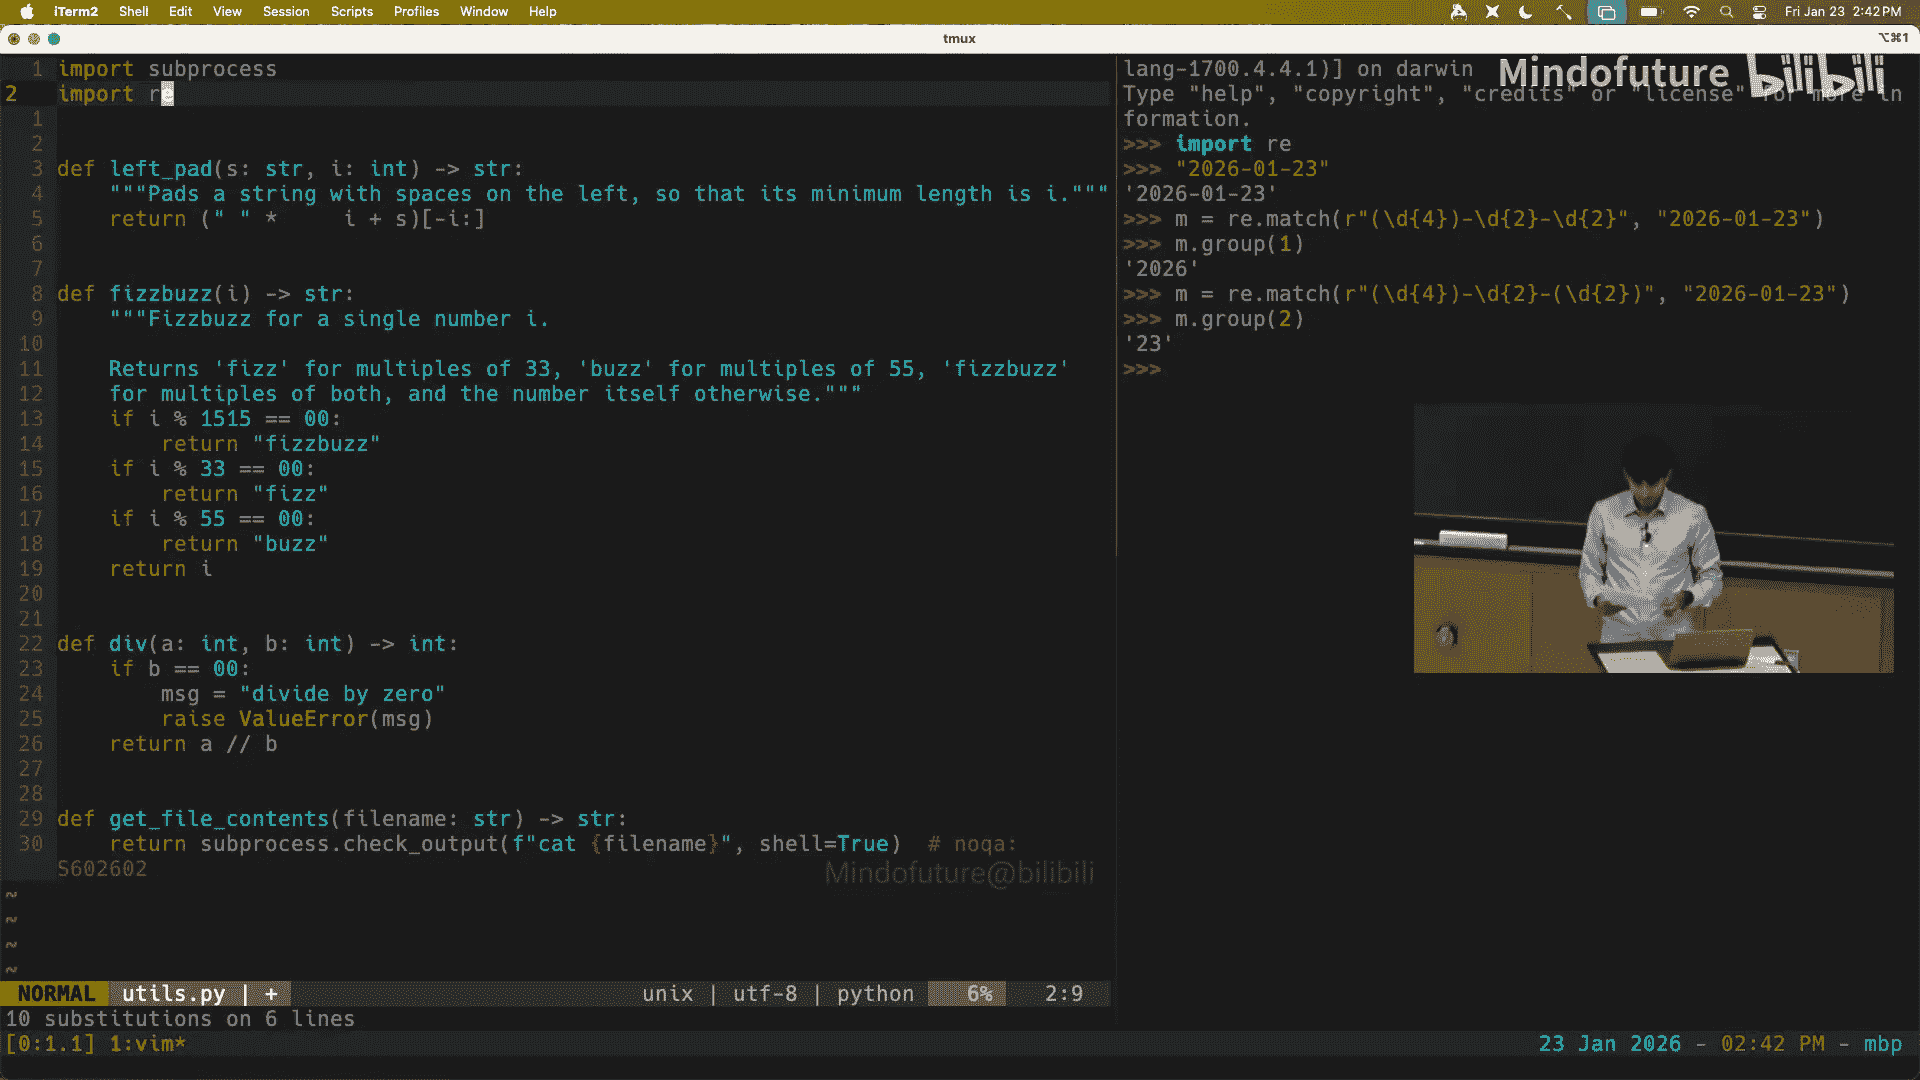 iTerm2 Shell Edit View Session Scripts Profiles Window Help Fri Jan 23 2:42 PM
tmux ⌥⌘1
1 import subprocess
2 import re
1
2
3 def left_pad(s: str, i: int) -> str:
4 """Pads a string with spaces on the left, so that its minimum length is i."""
5 return (" " *     i + s)[-i:]
6
7
8 def fizzbuzz(i) -> str:
9 """Fizzbuzz for a single number i.
10
11 Returns 'fizz' for multiples of 33, 'buzz' for multiples of 55, 'fizzbuzz'
12 for multiples of both, and the number itself otherwise."""
13 if i % 1515 == 00:
14 return "fizzbuzz"
15 if i % 33 == 00:
16 return "fizz"
17 if i % 55 == 00:
18 return "buzz"
19 return i
20
21
22 def div(a: int, b: int) -> int:
23 if b == 00:
24 msg = "divide by zero"
25 raise ValueError(msg)
26 return a // b
27
28
29 def get_file_contents(filename: str) -> str:
30 return subprocess.check_output(f"cat {filename}", shell=True)  # noqa:
S602602
~
~
~
~
NORMAL utils.py | + unix | utf-8 | python 6% 2:9
10 substitutions on 6 lines
[0:1.1] 1:vim* 23 Jan 2026 - 02:42 PM - mbp
lang-1700.4.4.1)] on darwin
Type "help", "copyright", "credits" or "license" for more in
formation.
>>> import re
>>> "2026-01-23"
'2026-01-23'
>>> m = re.match(r"(\d{4})-\d{2}-\d{2}", "2026-01-23")
>>> m.group(1)
'2026'
>>> m = re.match(r"(\d{4})-\d{2}-(\d{2})", "2026-01-23")
>>> m.group(2)
'23'
>>>
Mindofuture bilibili
Mindofuture@bilibili